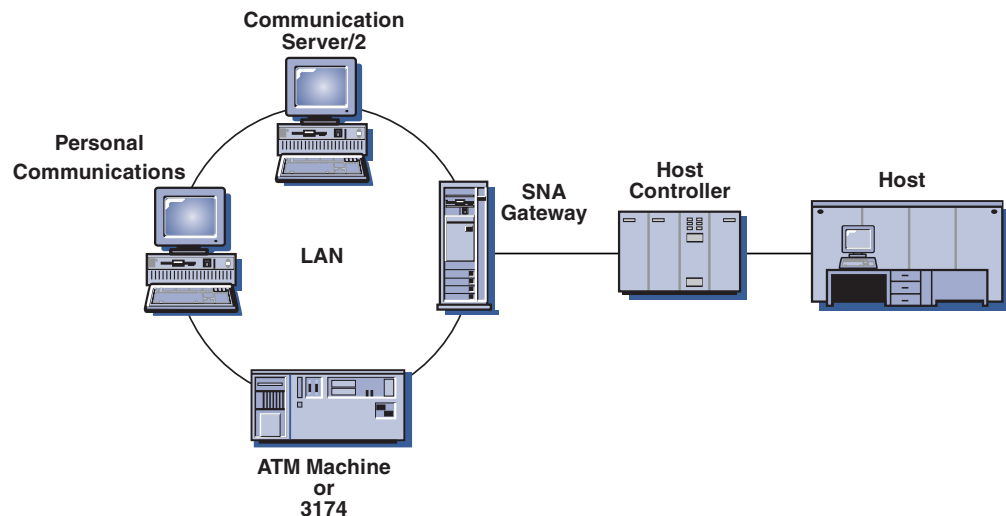 Communication
Server/2
Personal
Communications
LAN
SNA
Gateway
Host
Controller
Host
ATM Machine
or
3174